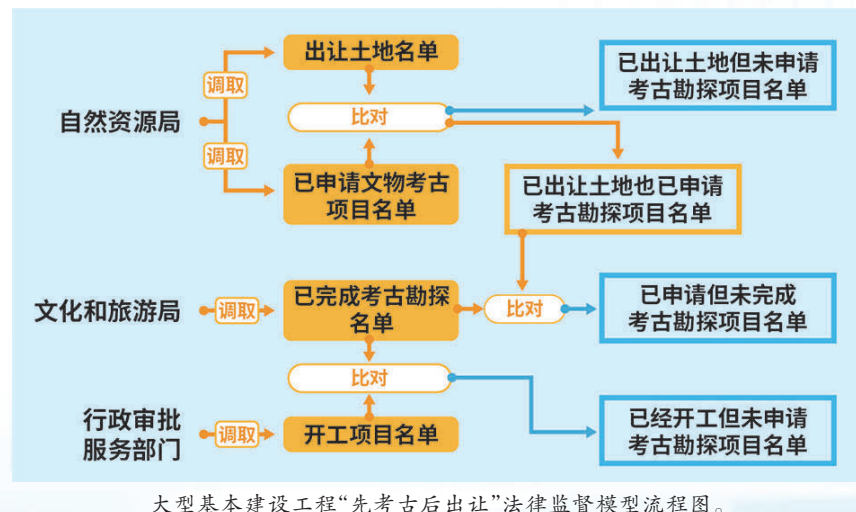 出让土地名单
已出让土地但未申请
考古勘探项目名单
调取
自然资源局
比对
调取
已申请文物考古
项目名单
已出让土地也已申请
考古勘探项目名单
文化和旅游局
调取
已完成考古勘探
名单
比对
已申请但未完成
考古勘探项目名单
比对
行政审批
服务部门
调取
开工项目名单
已经开工但未申请
考古勘探项目名单
大型基本建设工程“先考古后出让”法律监督模型流程图。